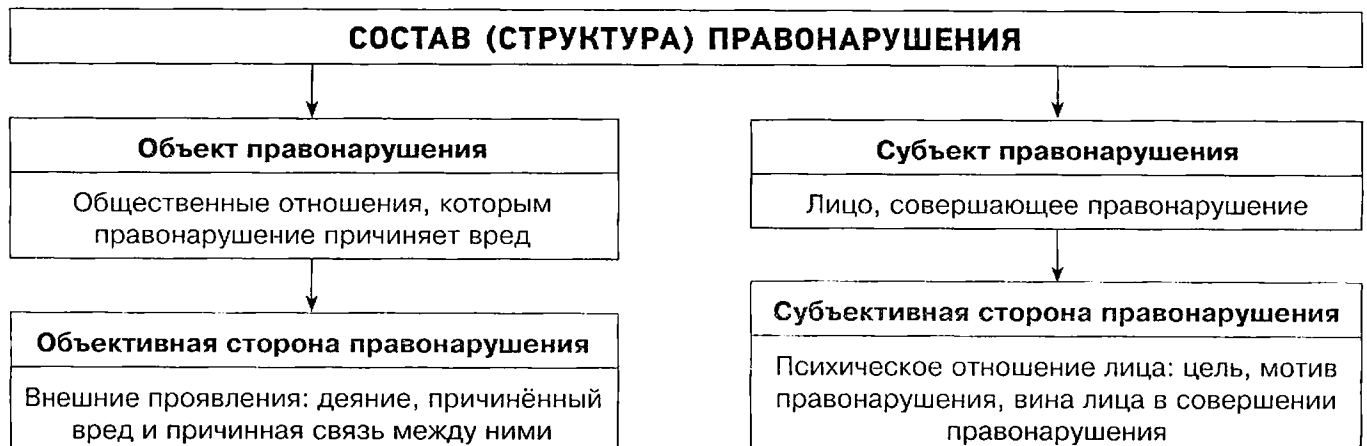 СОСТАВ (СТРУКТУРА) ПРАВОНАРУШЕНИЯ
Объект правонарушения
Общественные отношения, которым
правонарушение причиняет вред
Объективная сторона правонарушения
Внешние проявления: деяние, причинённый
вред и причинная связь между ними
Субъект правонарушения
Лицо, совершающее правонарушение
Субъективная сторона правонарушения
Психическое отношение лица: цель, мотив
правонарушения, вина лица в совершении
правонарушения